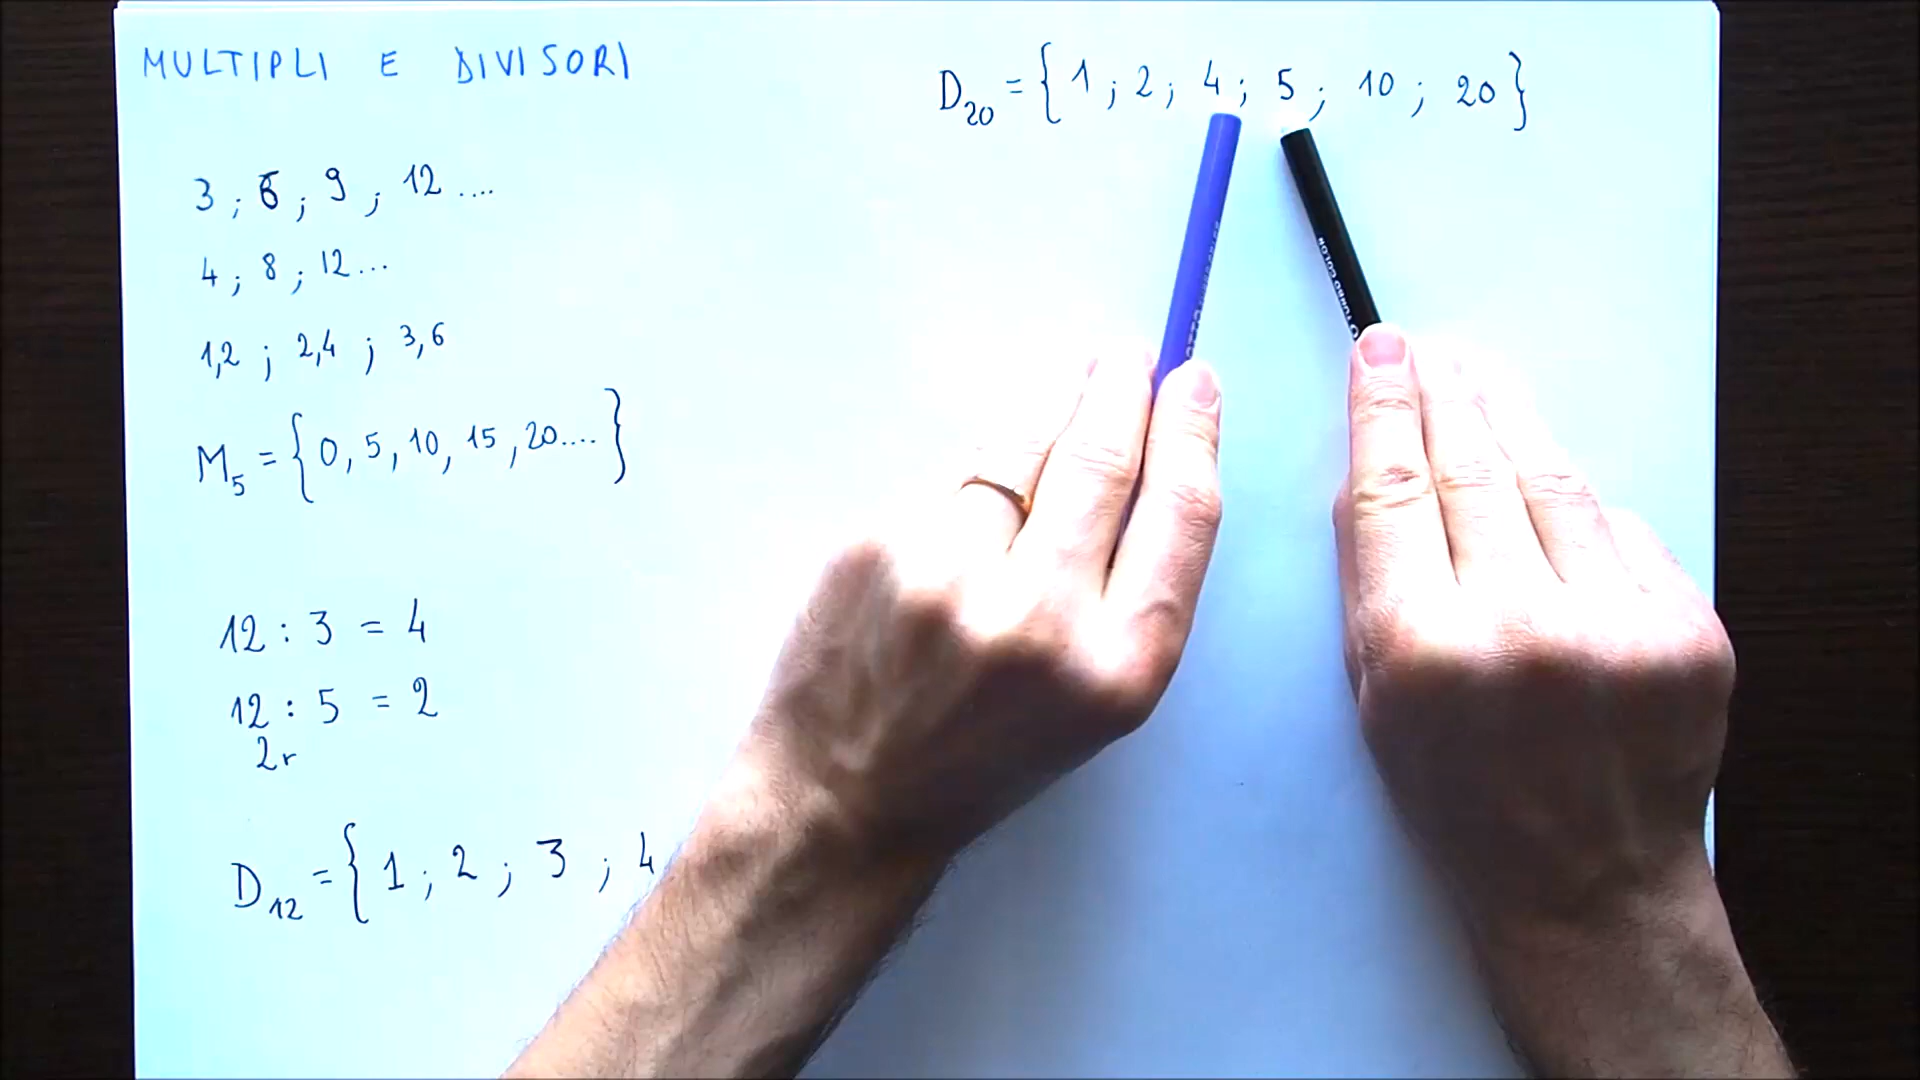 MULTIPLI E DIVISORI
3 ; 6 ; 9 ; 12 ....
4 ; 8 ; 12 ...
1,2 ; 2,4 ; 3,6
M5 = { 0, 5, 10, 15, 20.... }
12 : 3 = 4
12 : 5 = 2
2r
D12 = { 1 ; 2 ; 3 ; 4
D20 = { 1 ; 2 ; 4 ; 5 ; 10 ; 20 }
TURBO COLOR